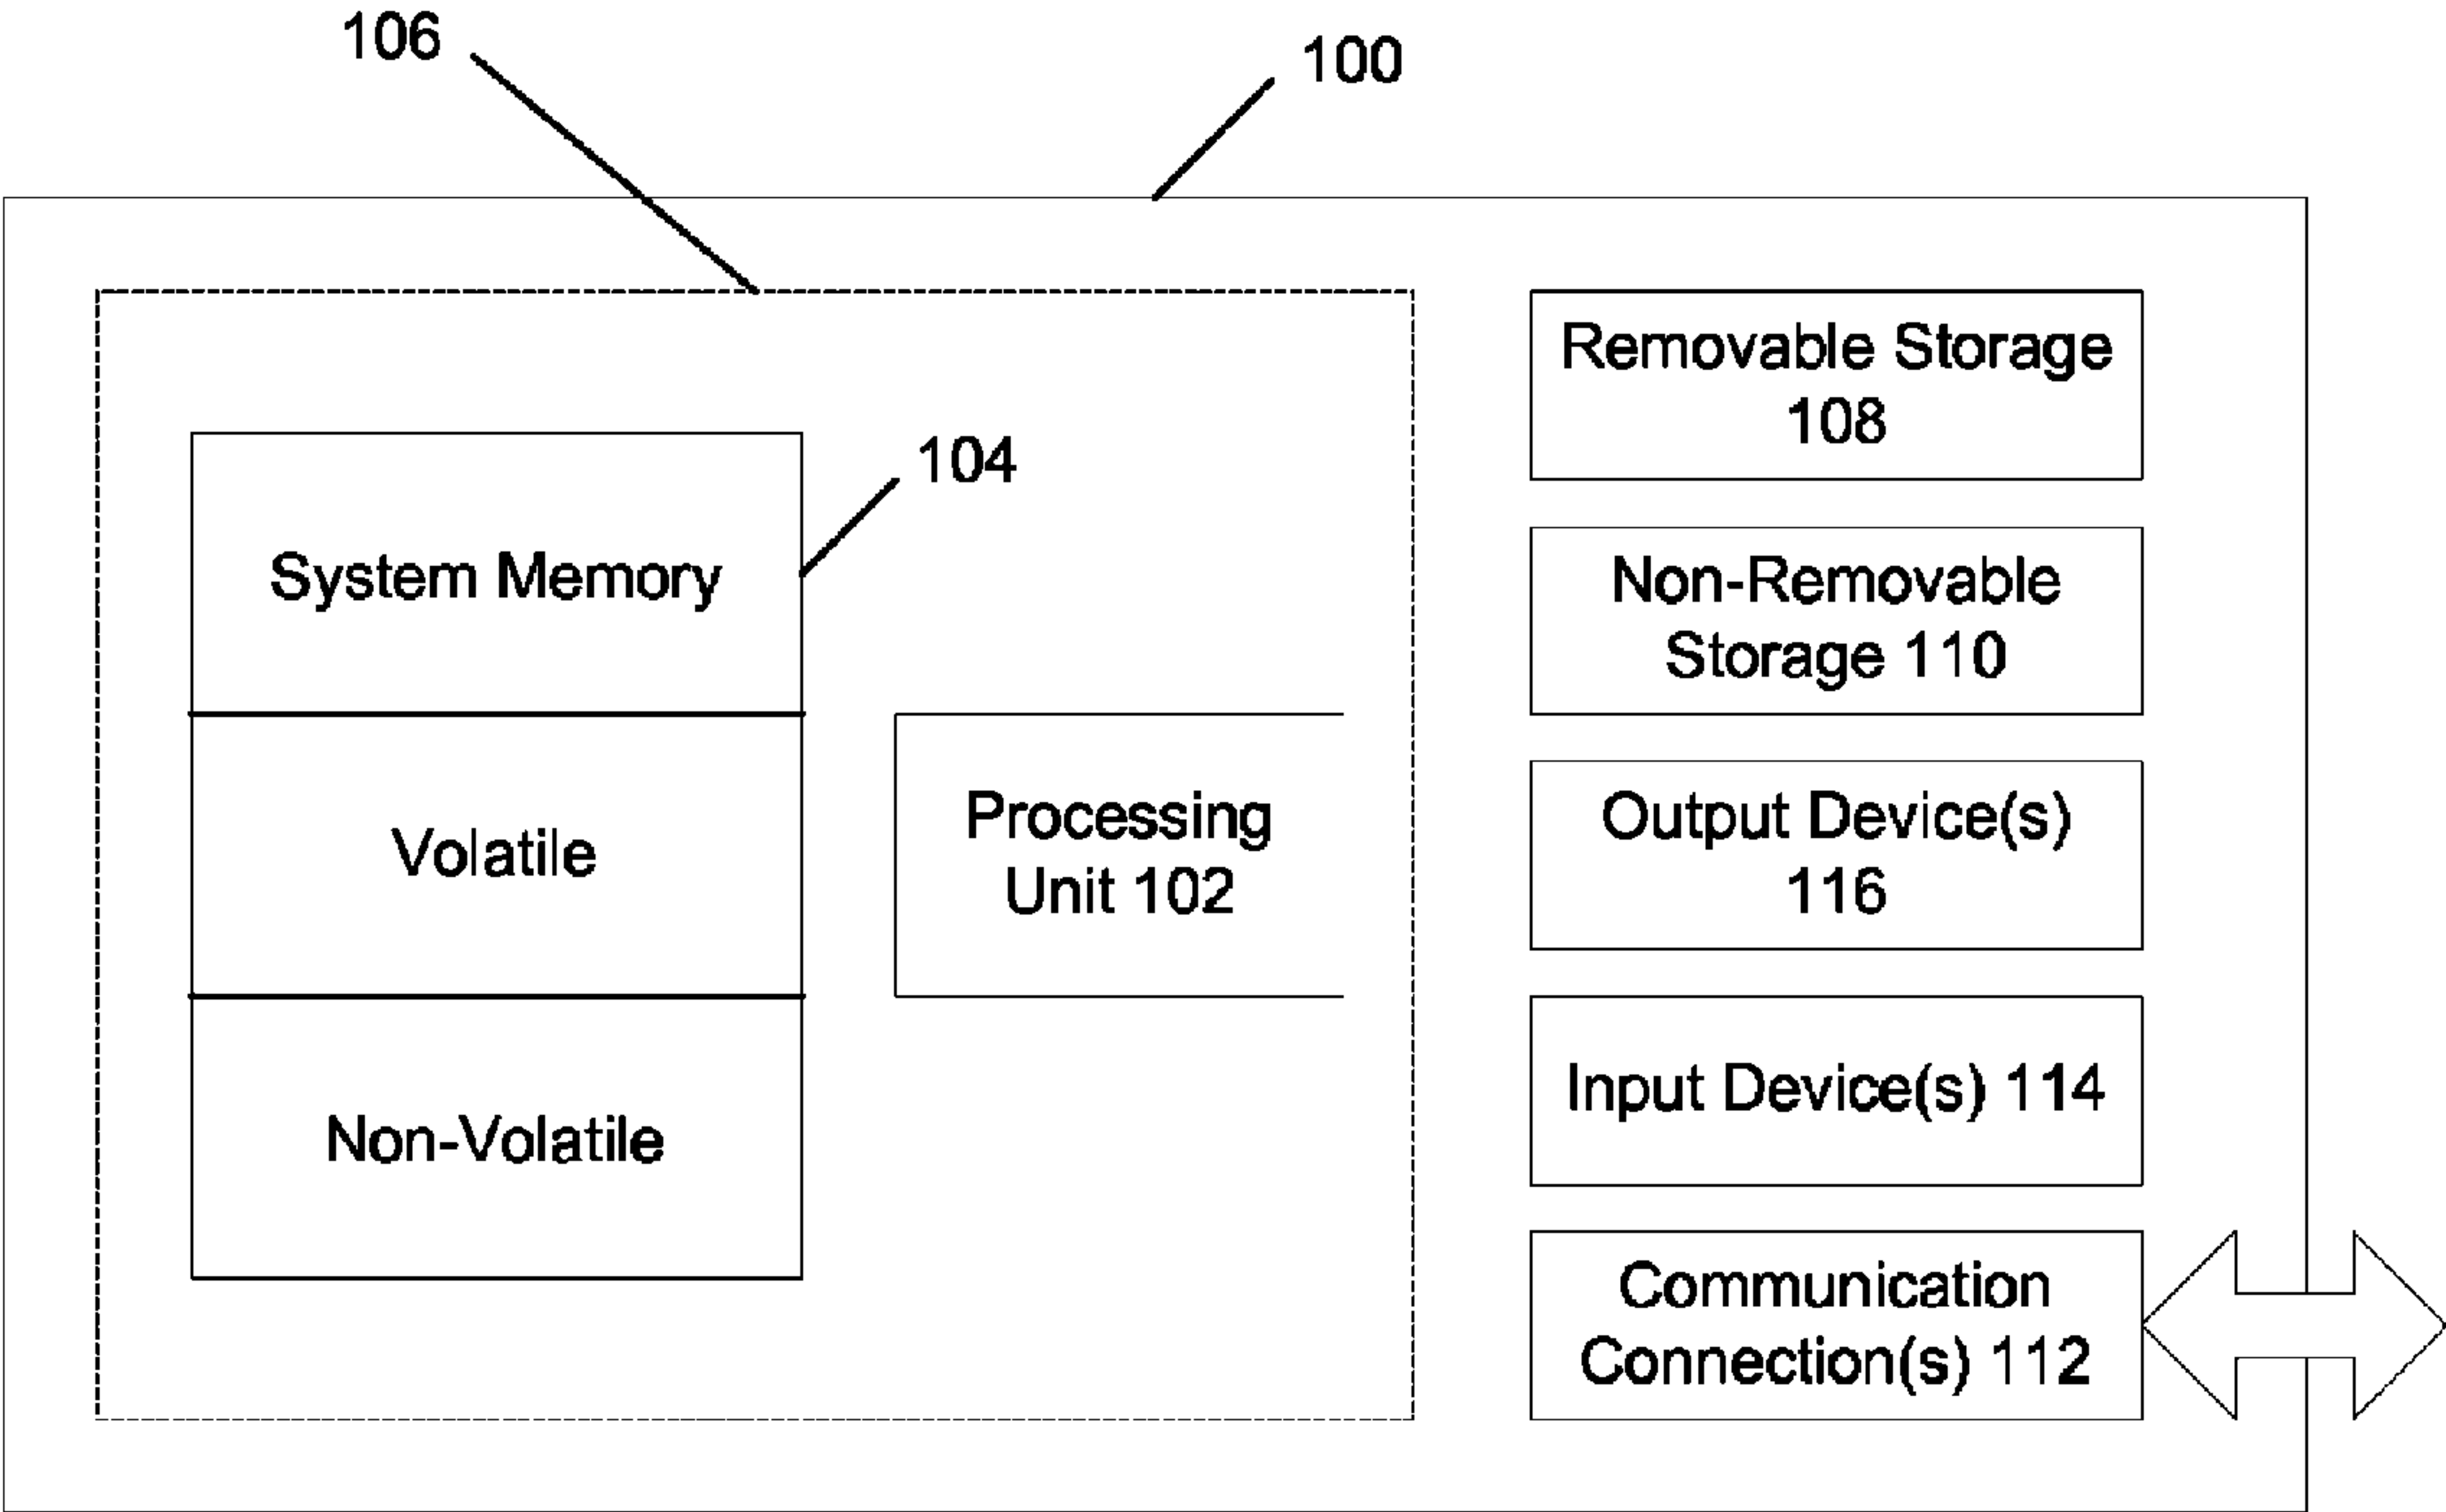 106
100
104
System Memory
Volatile
Non-Volatile
Processing
Unit 102
Removable Storage
108
Non-Removable
Storage 110
Output Device(s)
116
Input Device(s) 114
Communication
Connection(s) 112